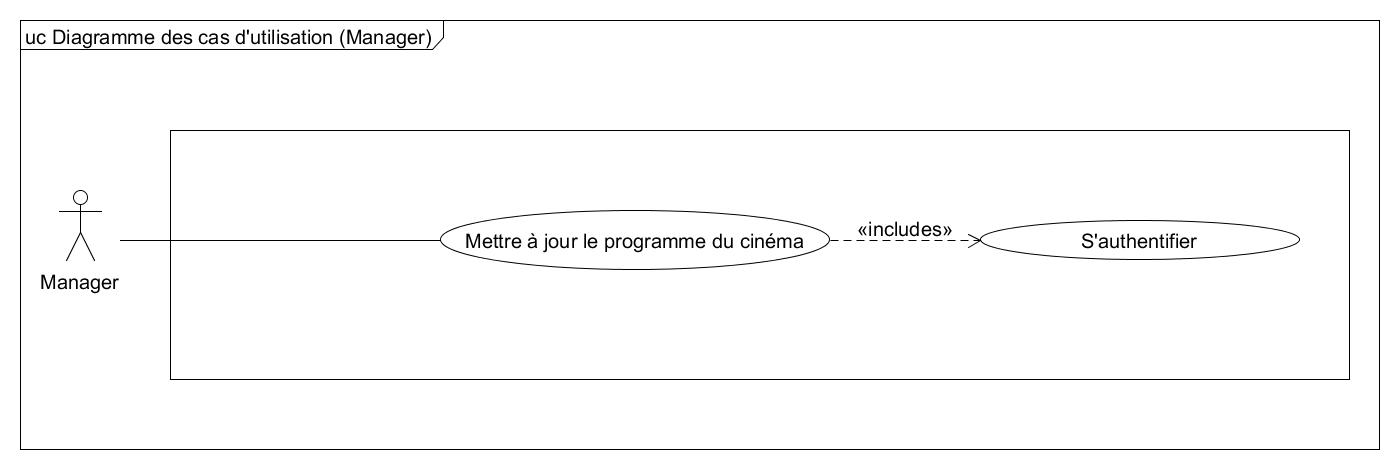 uc Diagramme des cas d'utilisation (Manager)
Mettre à jour le programme du cinéma
«includes»
S'authentifier
Manager